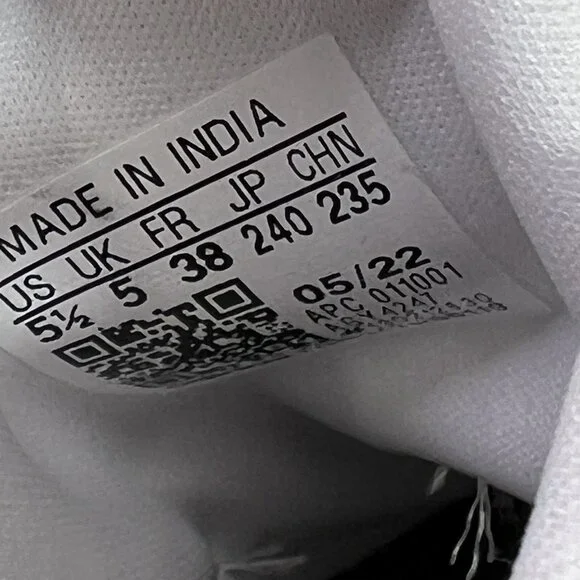 MADE IN INDIA
US UK FR JP CHN
5½ 5 38 240 235
05/22
APC 011001